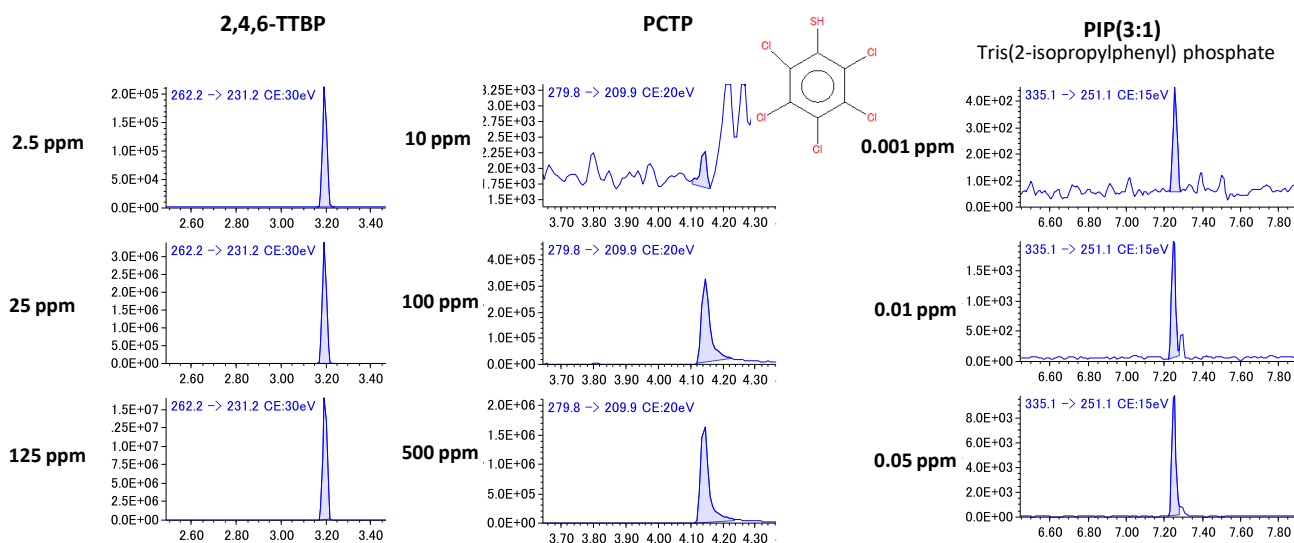 2,4,6-TTBP
PCTP
PIP(3:1)
Tris(2-isopropylphenyl) phosphate
SH
Cl
Cl
Cl
Cl
Cl
2.5 ppm
262.2 -> 231.2 CE:30eV
2.0E+05
1.5E+05
1.0E+05
5.0E+04
0.0E+00
2.60 2.80 3.00 3.20 3.40
10 ppm
279.8 -> 209.9 CE:20eV
3.25E+03
3.0E+03
2.75E+03
2.5E+03
2.25E+03
2.0E+03
1.75E+03
1.5E+03
3.70 3.80 3.90 4.00 4.10 4.20 4.30
0.001 ppm
335.1 -> 251.1 CE:15eV
4.0E+02
3.0E+02
2.0E+02
1.0E+02
0.0E+00
6.60 6.80 7.00 7.20 7.40 7.60 7.80
25 ppm
262.2 -> 231.2 CE:30eV
3.0E+06
2.5E+06
2.0E+06
1.5E+06
1.0E+06
5.0E+05
0.0E+00
2.60 2.80 3.00 3.20 3.40
100 ppm
279.8 -> 209.9 CE:20eV
4.0E+05
3.0E+05
2.0E+05
1.0E+05
0.0E+00
3.70 3.80 3.90 4.00 4.10 4.20 4.30
0.01 ppm
335.1 -> 251.1 CE:15eV
1.5E+03
1.0E+03
5.0E+02
0.0E+00
6.60 6.80 7.00 7.20 7.40 7.60 7.80
125 ppm
262.2 -> 231.2 CE:30eV
1.5E+07
1.2E+07
1.0E+07
7.5E+06
5.0E+06
2.5E+06
0.0E+00
2.60 2.80 3.00 3.20 3.40
500 ppm
279.8 -> 209.9 CE:20eV
2.0E+06
1.5E+06
1.0E+06
5.0E+05
0.0E+00
3.70 3.80 3.90 4.00 4.10 4.20 4.30
0.05 ppm
335.1 -> 251.1 CE:15eV
8.0E+03
6.0E+03
4.0E+03
2.0E+03
0.0E+00
6.60 6.80 7.00 7.20 7.40 7.60 7.80